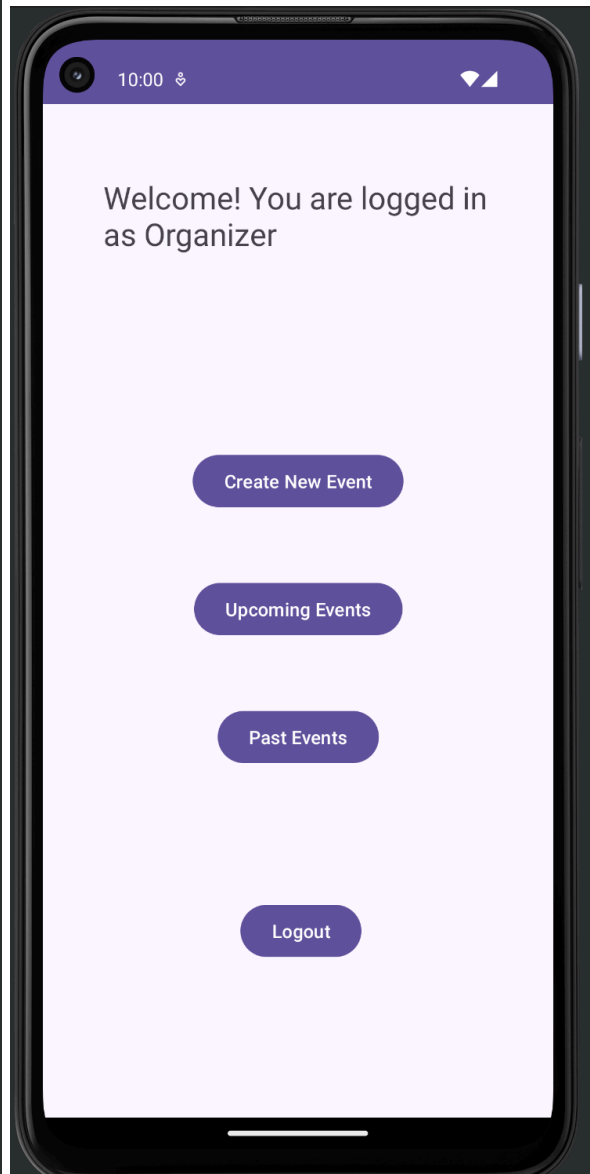 10:00
Welcome! You are logged in
as Organizer
Create New Event
Upcoming Events
Past Events
Logout